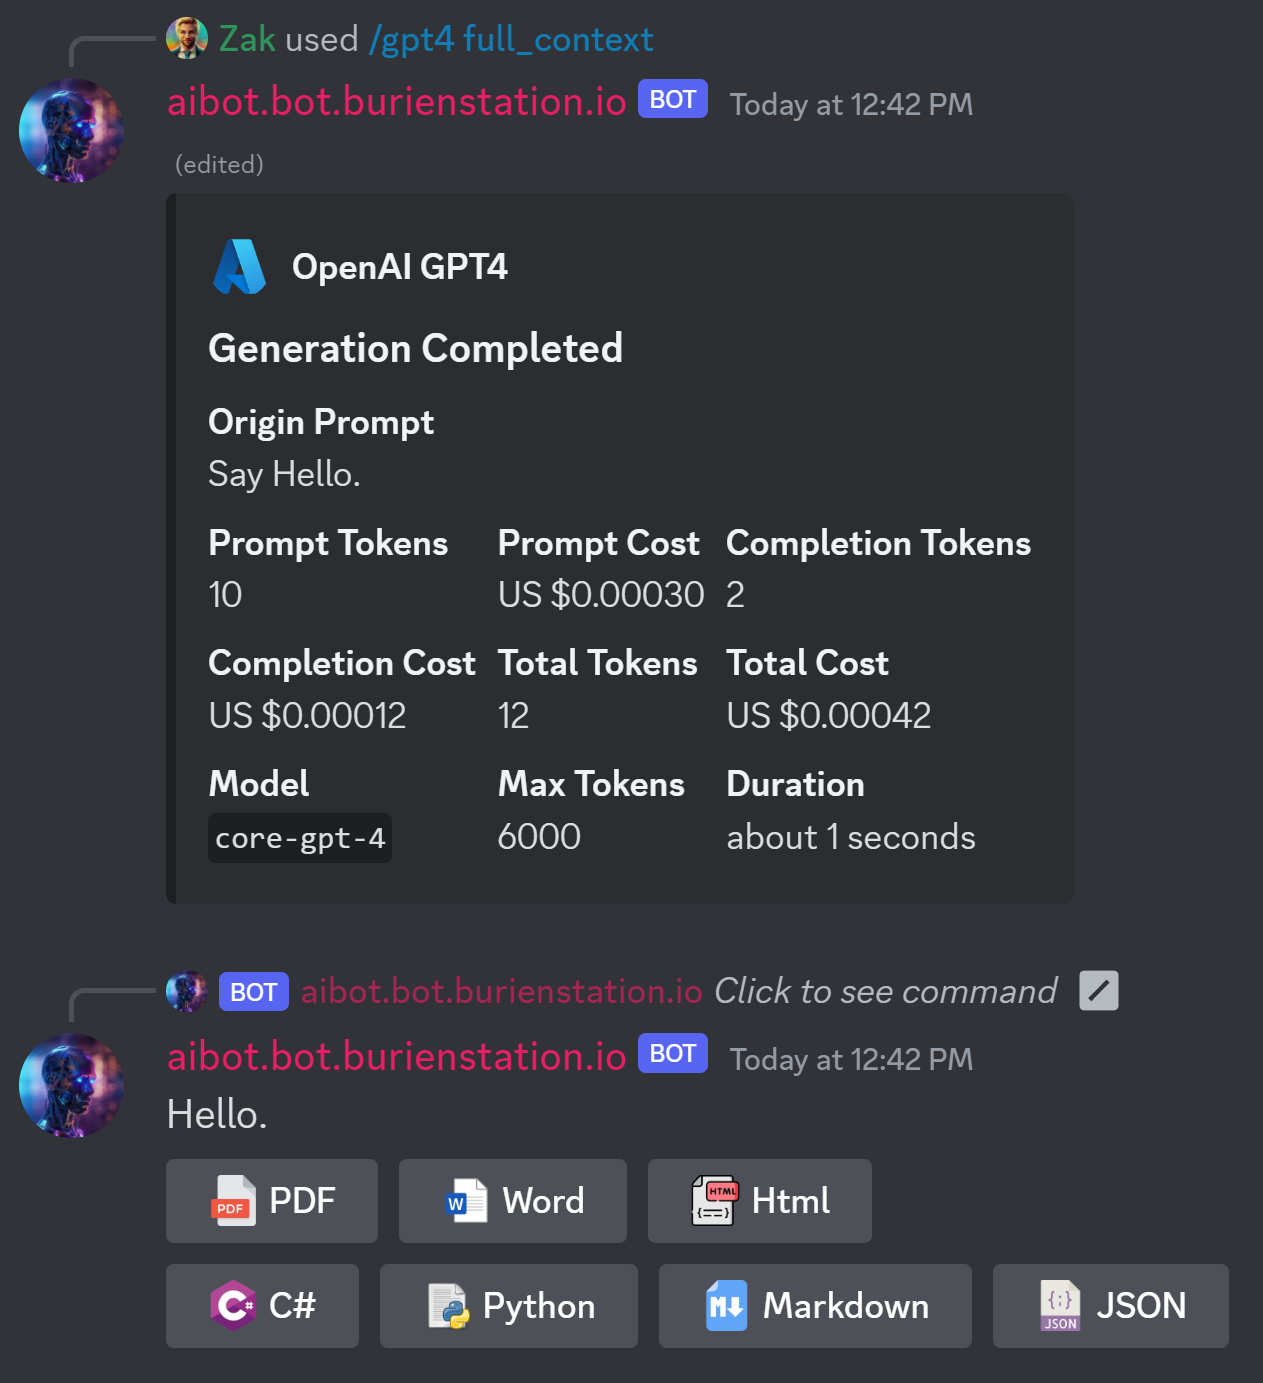 Zak used /gpt4 full_context
aibot.bot.burienstation.io BOT Today at 12:42 PM
(edited)
OpenAI GPT4
Generation Completed
Origin Prompt
Say Hello.
Prompt Tokens Prompt Cost Completion Tokens
10 US $0.00030 2
Completion Cost Total Tokens Total Cost
US $0.00012 12 US $0.00042
Model Max Tokens Duration
core-gpt-4 6000 about 1 seconds
BOT aibot.bot.burienstation.io Click to see command
aibot.bot.burienstation.io BOT Today at 12:42 PM
Hello.
PDF PDF W Word HTML {==} Html
C# C# Python M Markdown {;} JSON JSON